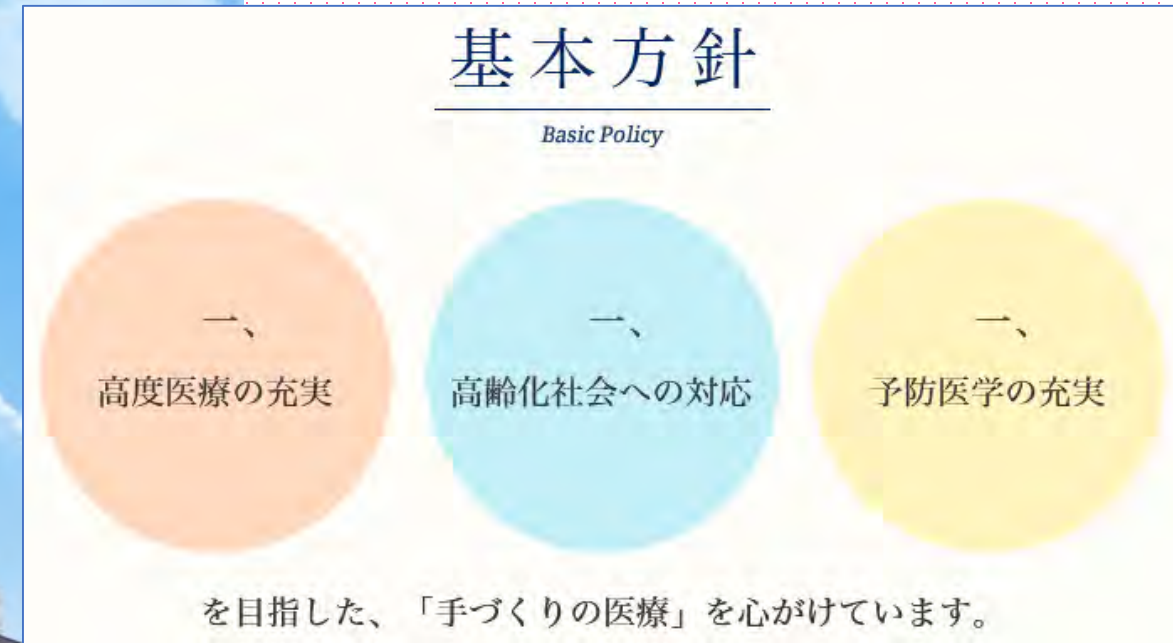 基本方針
Basic Policy
一、
高度医療の充実
一、
高齢化社会への対応
一、
予防医学の充実
を目指した、「手づくりの医療」を心がけています。